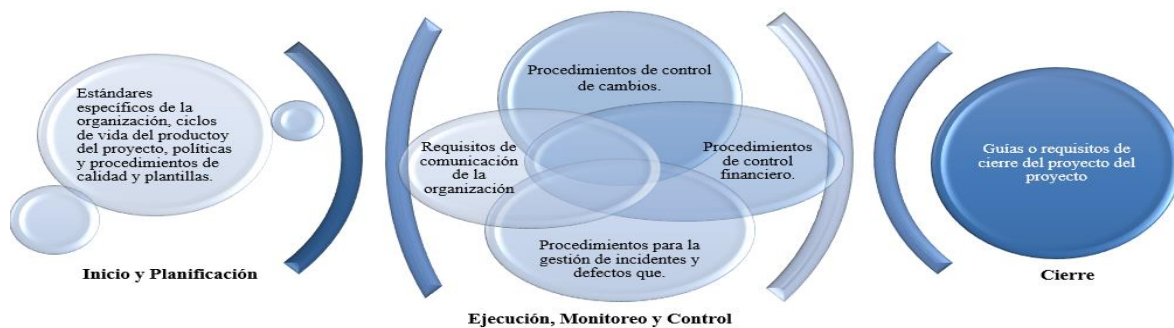 Estándares
específicos de la
organización, ciclos
de vida del productoy
del proyecto, políticas
y procedimientos de
calidad y plantillas.
Inicio y Planificación
Procedimientos de control
de cambios.
Requisitos de
comunicación
de la
organización
Procedimientos
de control
financiero.
Procedimientos para la
gestión de incidentes y
defectos que.
Ejecución, Monitoreo y Control
Guías o requisitos de
cierre del proyecto del
proyecto
Cierre